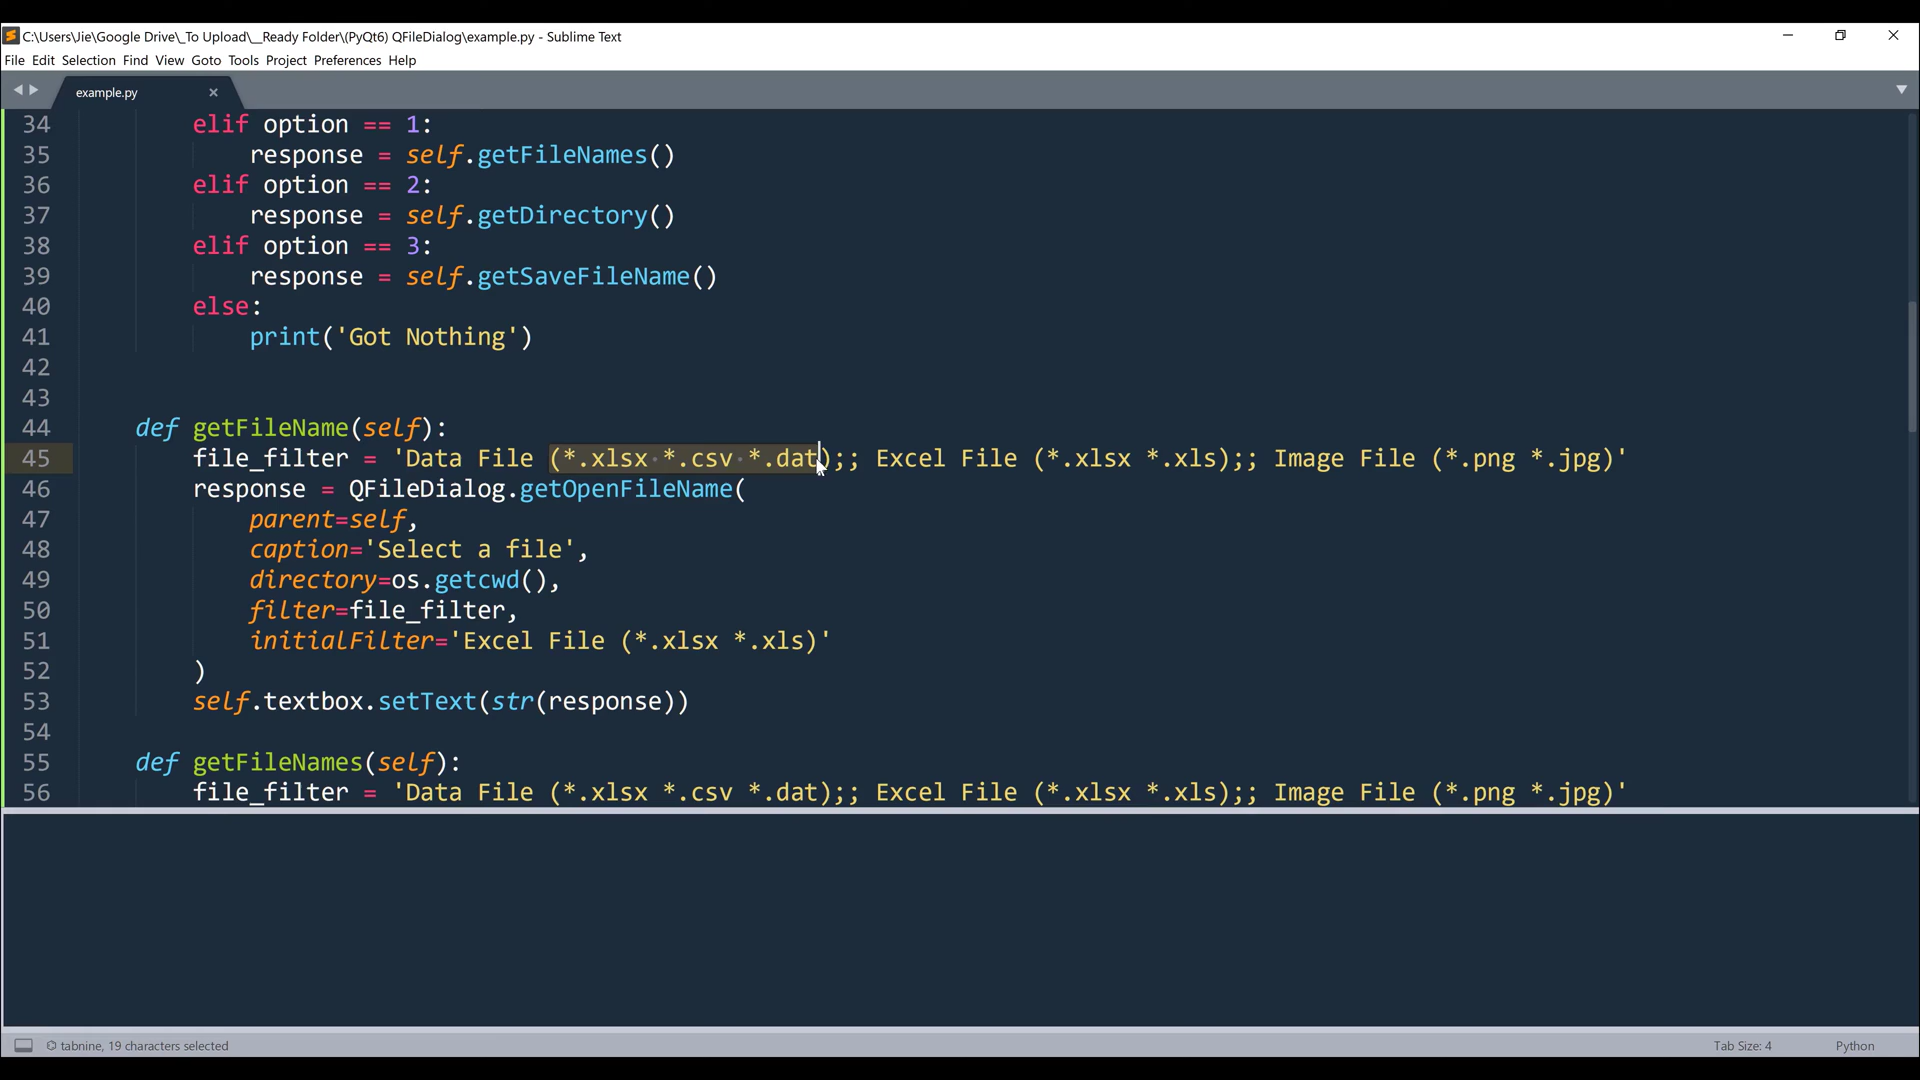 C:\Users\Jie\Google Drive\_To Upload\__Ready Folder\(PyQt6) QFileDialog\example.py - Sublime Text
File Edit Selection Find View Goto Tools Project Preferences Help
example.py
34 elif option == 1:
35 response = self.getFileNames()
36 elif option == 2:
37 response = self.getDirectory()
38 elif option == 3:
39 response = self.getSaveFileName()
40 else:
41 print('Got Nothing')
42
43
44 def getFileName(self):
45 file_filter = 'Data File (*.xlsx *.csv *.dat);; Excel File (*.xlsx *.xls);; Image File (*.png *.jpg)'
46 response = QFileDialog.getOpenFileName(
47 parent=self,
48 caption='Select a file',
49 directory=os.getcwd(),
50 filter=file_filter,
51 initialFilter='Excel File (*.xlsx *.xls)'
52 )
53 self.textbox.setText(str(response))
54
55 def getFileNames(self):
56 file_filter = 'Data File (*.xlsx *.csv *.dat);; Excel File (*.xlsx *.xls);; Image File (*.png *.jpg)'
tabnine, 19 characters selected
Tab Size: 4
Python